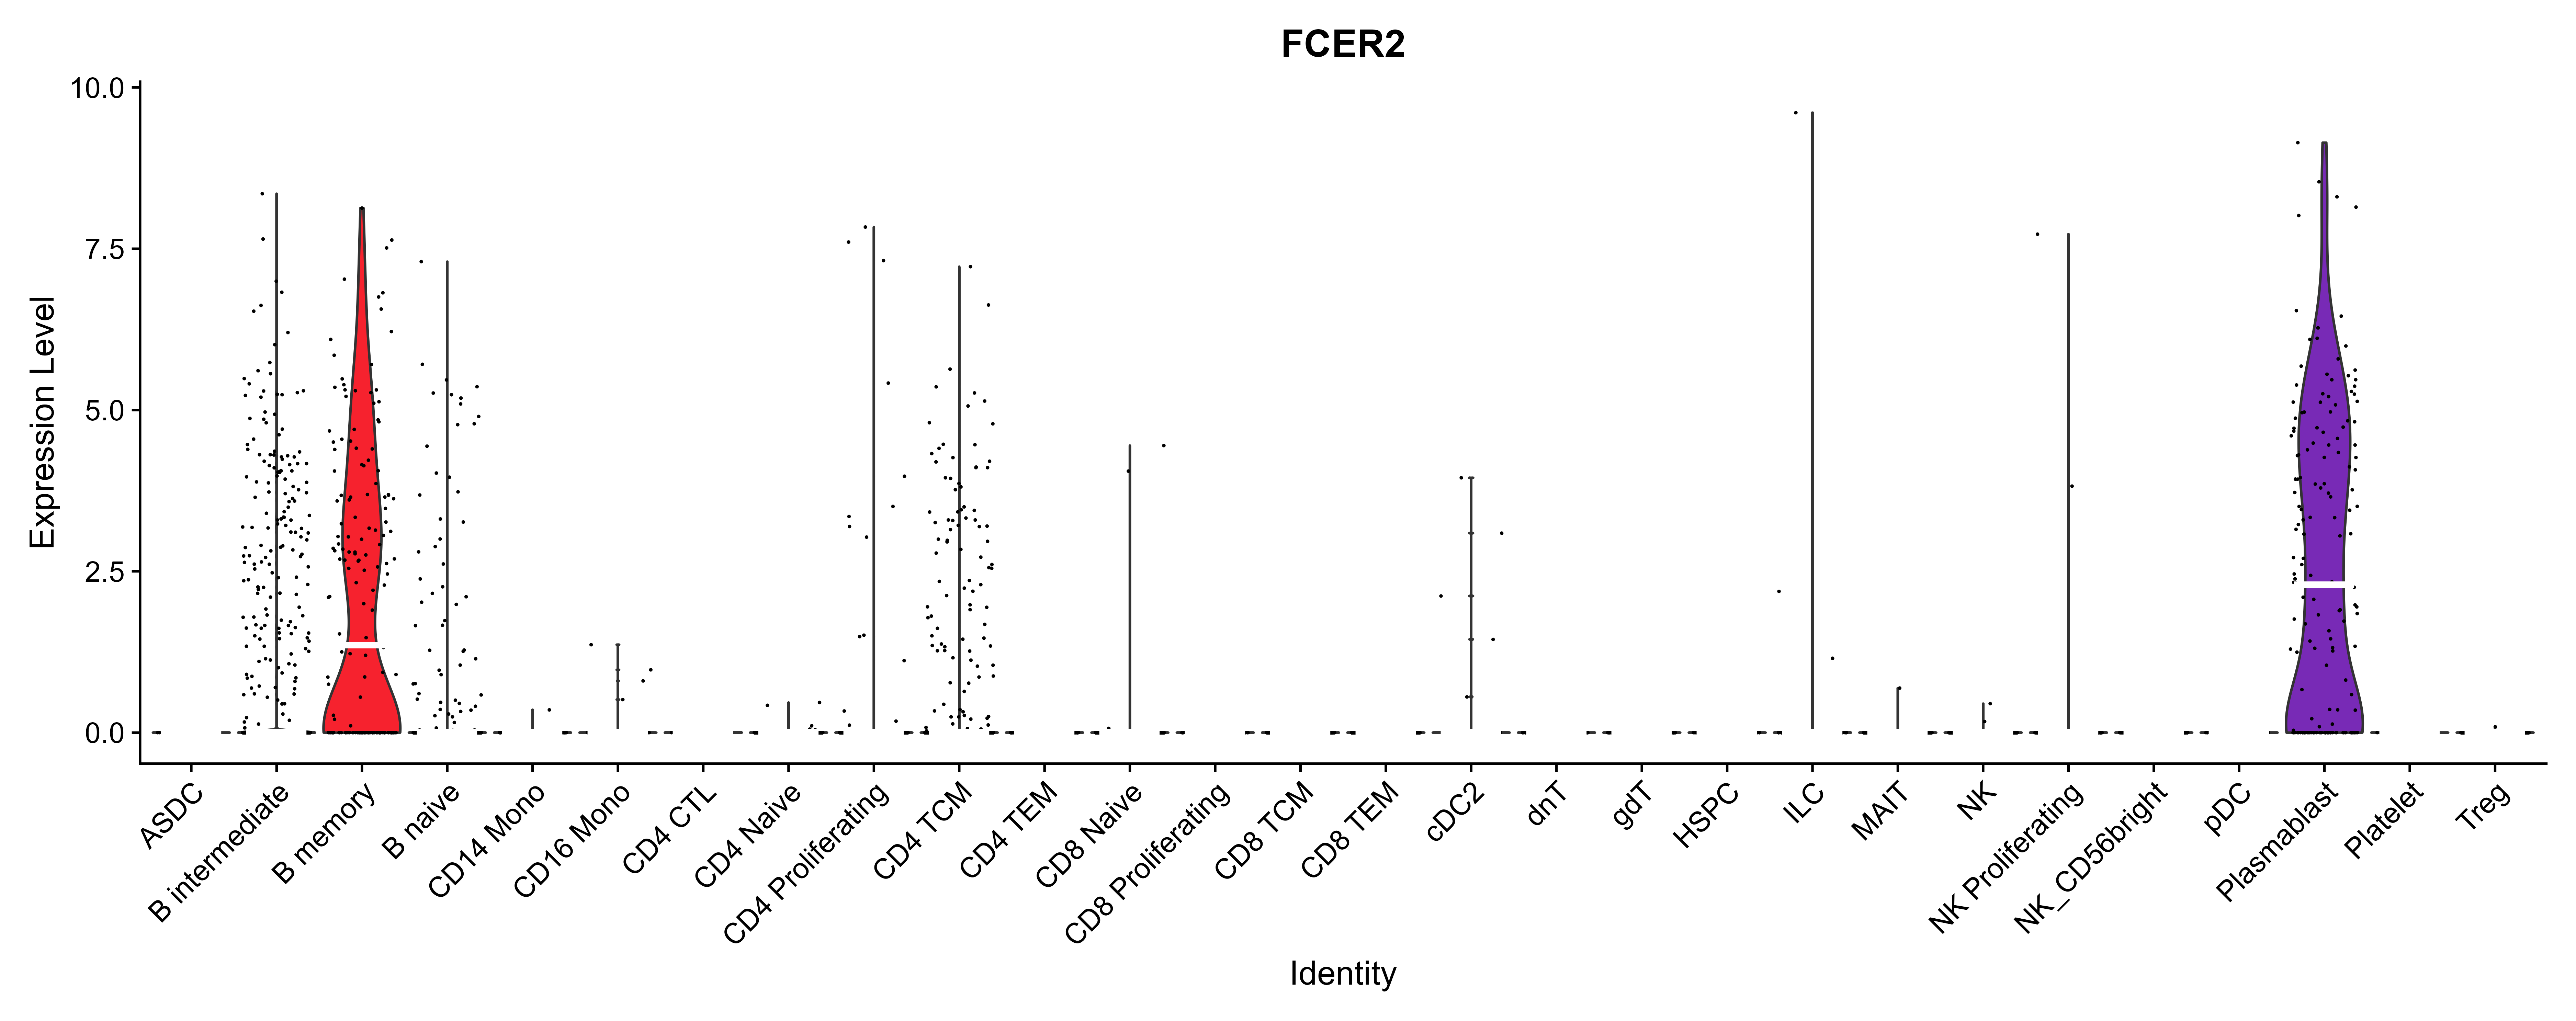 FCER2
10.0
7.5
5.0
2.5
0.0
Expression Level
ASDC
B intermediate
B memory
B naive
CD14 Mono
CD16 Mono
CD4 CTL
CD4 Naive
CD4 Proliferating
CD4 TCM
CD4 TEM
CD8 Naive
CD8 Proliferating
CD8 TCM
CD8 TEM
cDC2
dnT
gdT
HSPC
ILC
MAIT
NK
NK Proliferating
NK_CD56bright
pDC
Plasmablast
Platelet
Treg
Identity